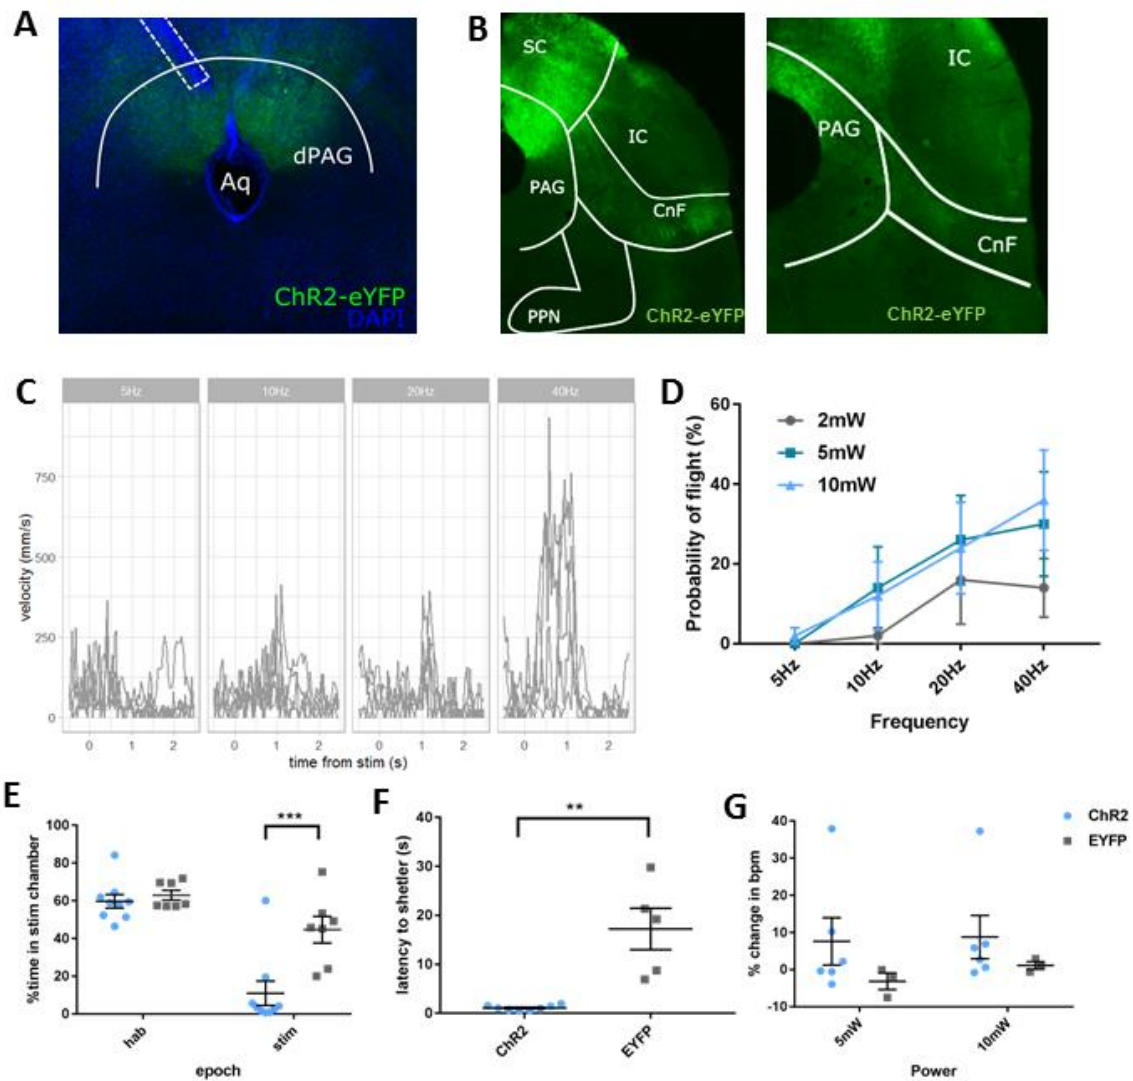 A
dPAG
Aq
ChR2-eYFP
DAPI
B
SC
IC
PAG
CnF
PPN
ChR2-eYFP
IC
PAG
CnF
ChR2-eYFP
C
5Hz 10Hz 20Hz 40Hz
velocity (mm/s)
750
500
250
0
0 1 2 0 1 2 0 1 2 0 1 2
time from stim (s)
D
Probability of flight (%)
60
40
20
0
2mW
5mW
10mW
5Hz 10Hz 20Hz 40Hz
Frequency
E
%time in stim chamber
100
80
60
40
20
0
***
hab stim
epoch
F
latency to shetler (s)
40
30
20
10
0
**
ChR2 EYFP
G
% change in bpm
40
30
20
10
0
-10
5mW 10mW
Power
ChR2
EYFP